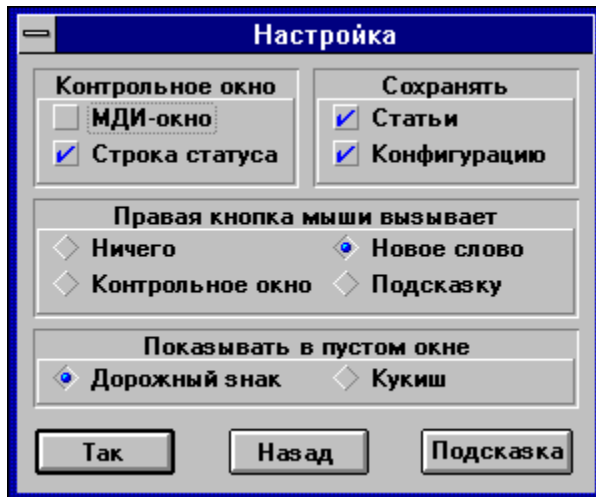 Настройка
Контрольное окно
МДИ-окно
Строка статуса
Сохранять
Статьи
Конфигурацию
Правая кнопка мыши вызывает
Ничего
Новое слово
Контрольное окно
Подсказку
Показывать в пустом окне
Дорожный знак
Кукиш
Так
Назад
Подсказка